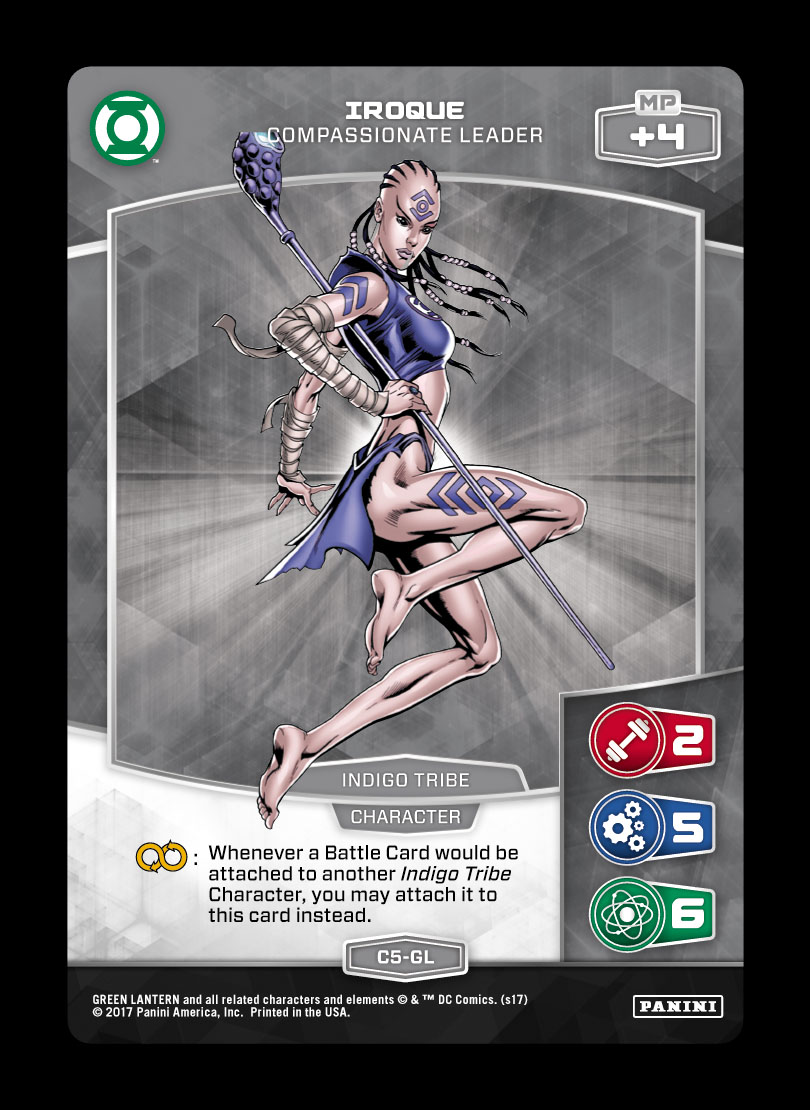 IROQUE
COMPASSIONATE LEADER
MP
+4
™
INDIGO TRIBE
CHARACTER
2
5
6
: Whenever a Battle Card would be
attached to another Indigo Tribe
Character, you may attach it to
this card instead.
C5-GL
GREEN LANTERN and all related characters and elements © & ™ DC Comics. (s17)
© 2017 Panini America, Inc. Printed in the USA.
PANINI